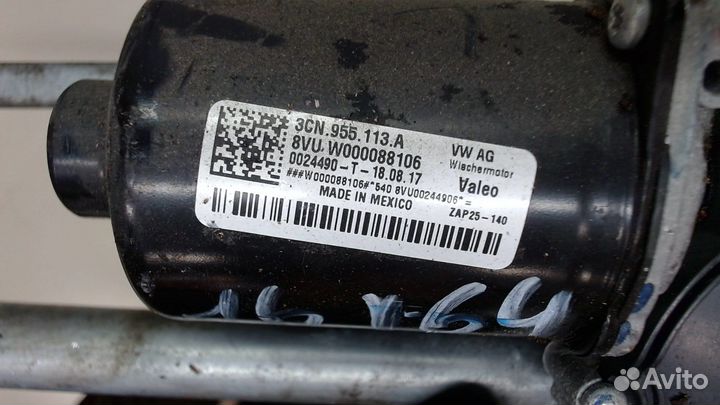 3CN.955.113.A
VW AG
8VU W000088106
Wischermotor
0024490-T-18.08.17
Valeo
###W000088106#*540 8VU00244906*=
MADE IN MEXICO
ZAP25-140
Avito